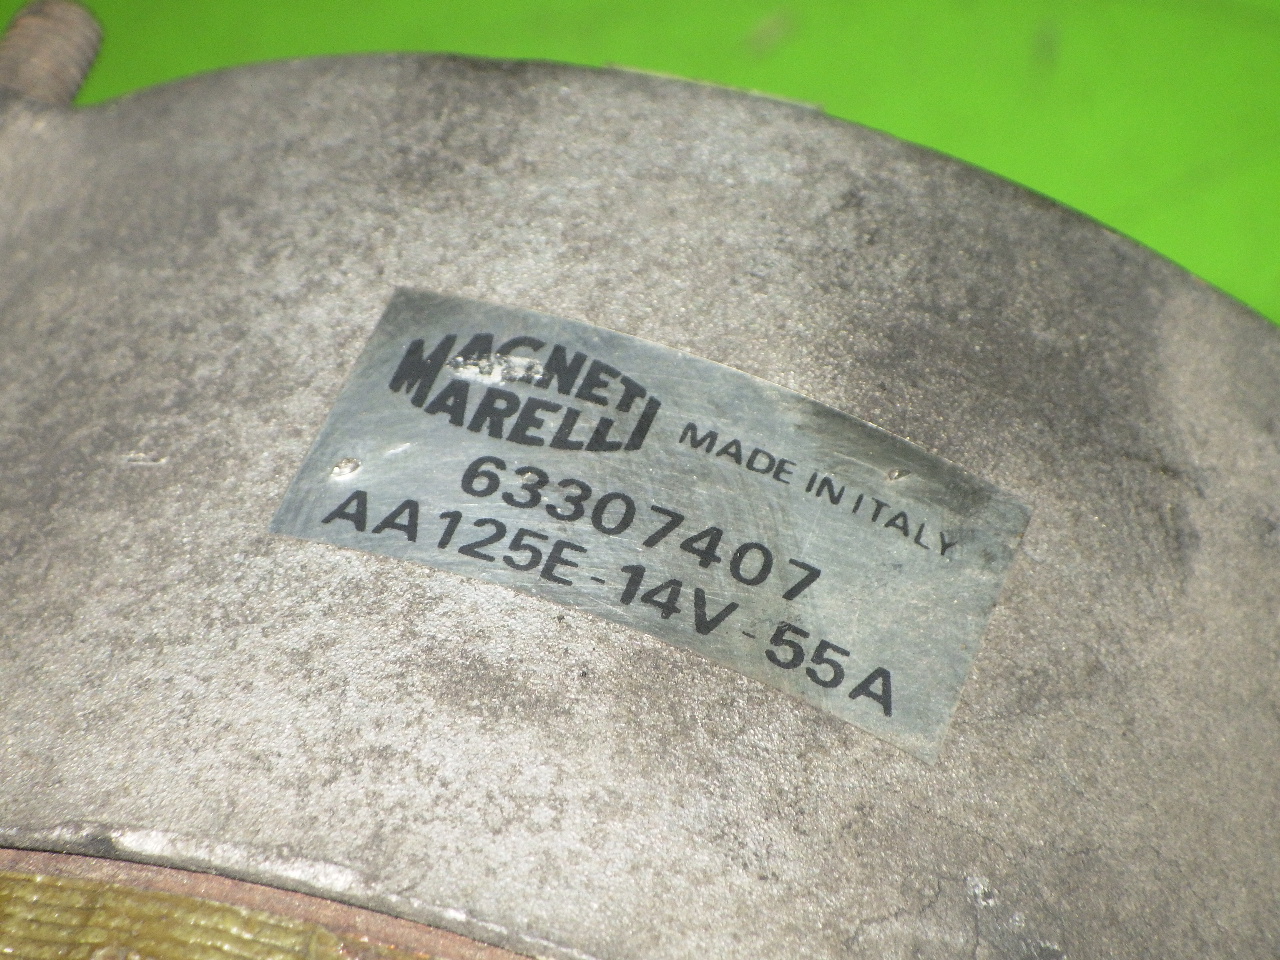 MAGNETI
MARELLI
MADE IN ITALY
63307407
AA125E-14V-55A